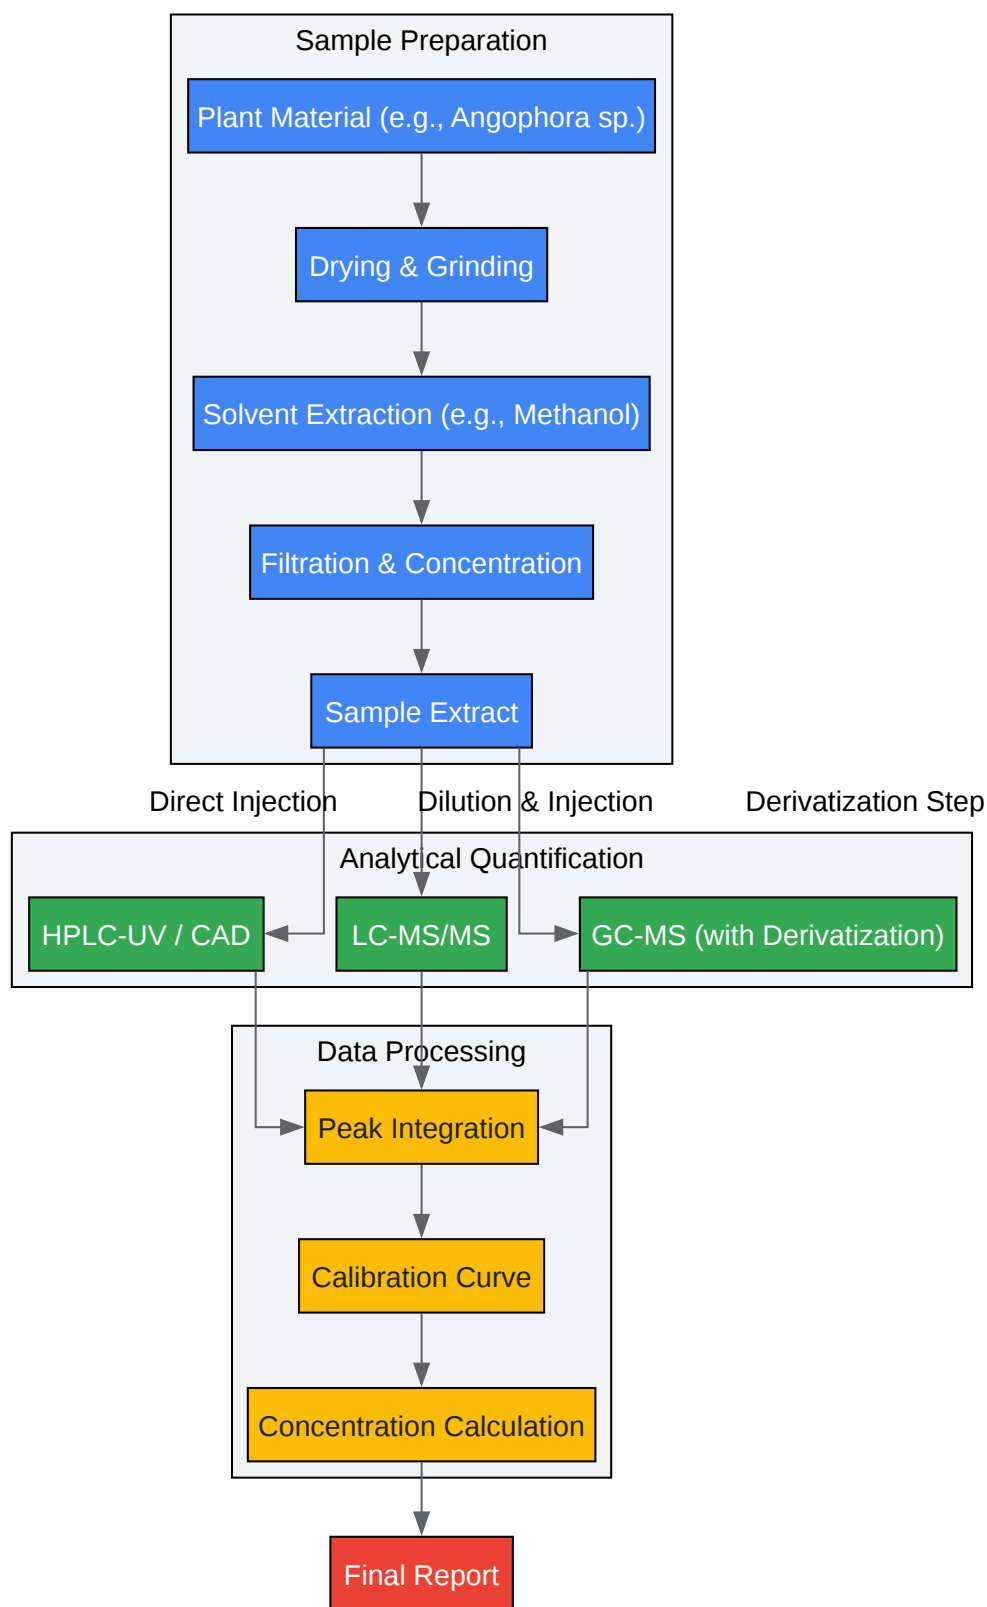 Sample Preparation
Plant Material (e.g., Angophora sp.)
Drying & Grinding
Solvent Extraction (e.g., Methanol)
Filtration & Concentration
Sample Extract
Direct Injection
Dilution & Injection
Derivatization Step
Analytical Quantification
HPLC-UV / CAD
LC-MS/MS
GC-MS (with Derivatization)
Data Processing
Peak Integration
Calibration Curve
Concentration Calculation
Final Report